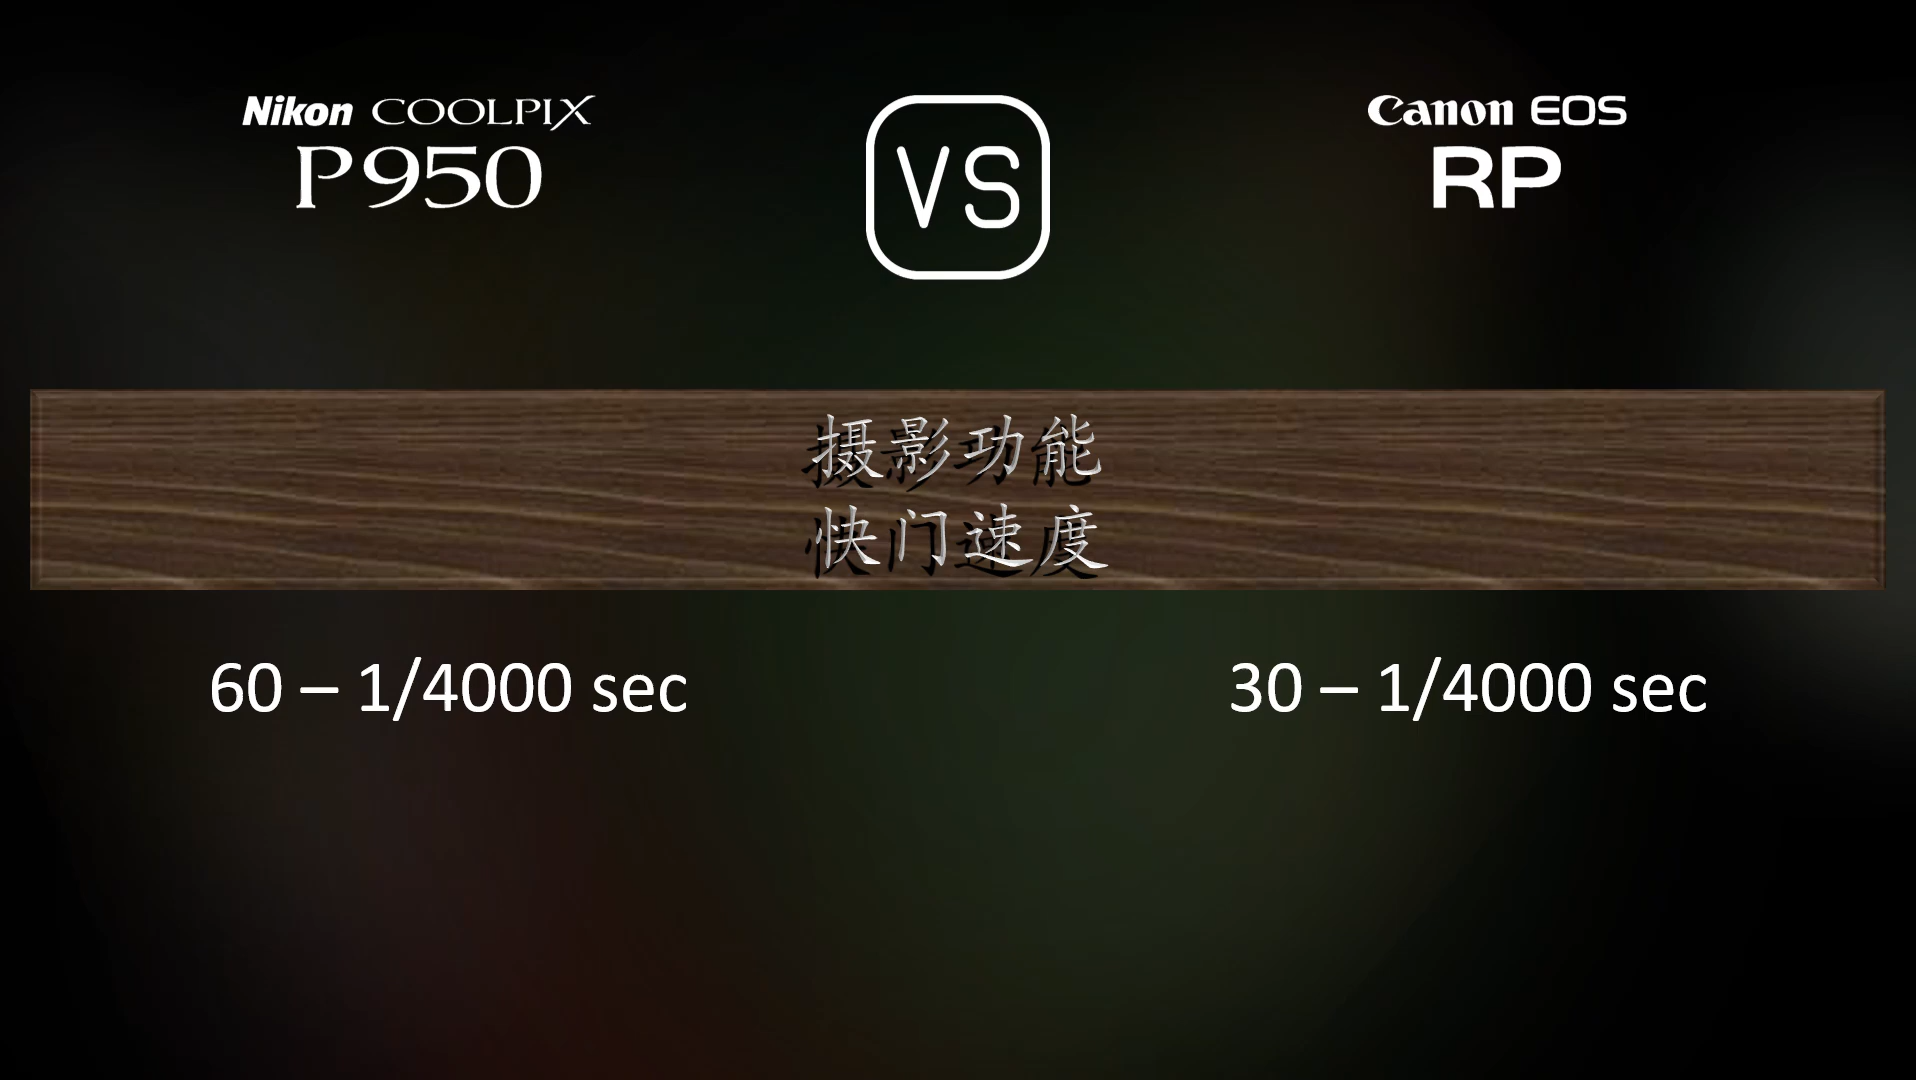 Nikon COOLPIX
P950
VS
Canon EOS
RP
摄影功能
快门速度
60 – 1/4000 sec
30 – 1/4000 sec